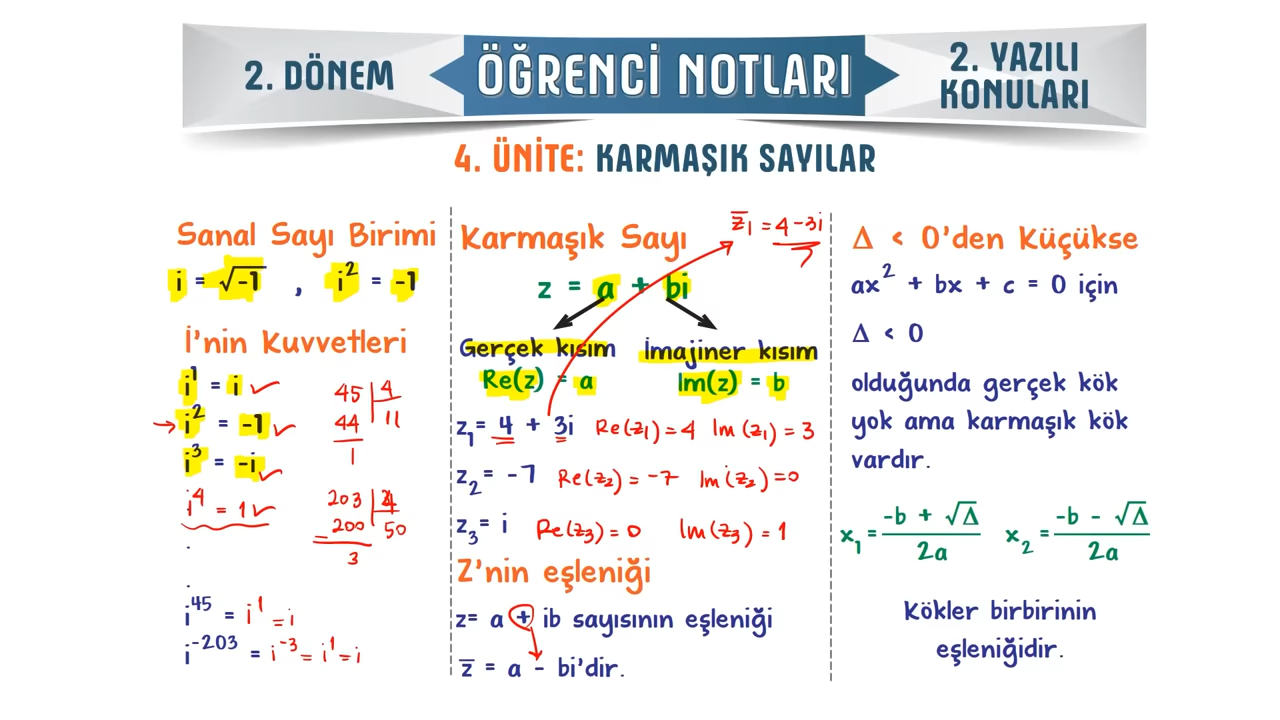 2. DÖNEM
ÖĞRENCİ NOTLARI
2. YAZILI
KONULARI
4. ÜNİTE: KARMAŞIK SAYILAR
Sanal Sayı Birimi
i = √-1 , i² = -1
İ'nin Kuvvetleri
i¹ = i ✓
→ i² = -1 ✓
i³ = -i ✓
i⁴ = 1 ✓
45 | 4
44 11
1
203 | 4
- 200 50
3
.
.
i⁴⁵ = i¹ = i
i⁻²⁰³ = i⁻³ = i¹ = i
Karmaşık Sayı
z̅₁ = 4 - 3i
z = a + bi
Gerçek kısım İmajiner kısım
Re(z) = a Im(z) = b
z₁ = 4 + 3i Re(z₁) = 4 Im(z₁) = 3
z₂ = -7 Re(z₂) = -7 Im(z₂) = 0
z₃ = i Re(z₃) = 0 Im(z₃) = 1
Z'nin eşleniği
z= a + ib sayısının eşleniği
z̅ = a - bi'dir.
Δ < 0'den Küçükse
ax² + bx + c = 0 için
Δ < 0
olduğunda gerçek kök
yok ama karmaşık kök
vardır.
x₁ = (-b + √Δ)/2a x₂ = (-b - √Δ)/2a
Kökler birbirinin
eşleniğidir.